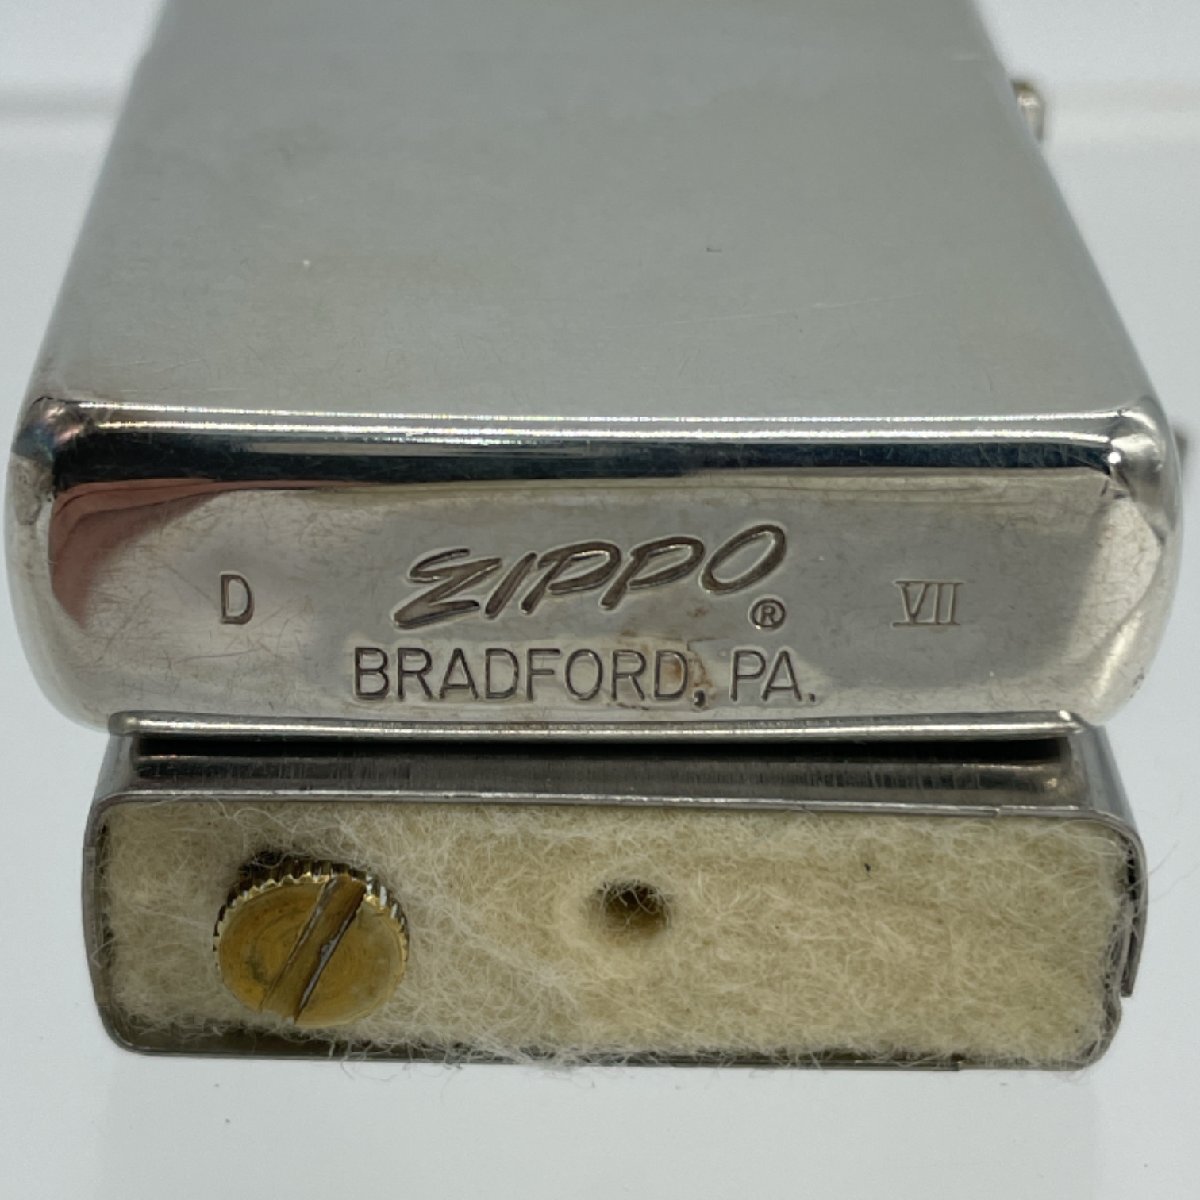 D ZIPPO ® VII
BRADFORD, PA.